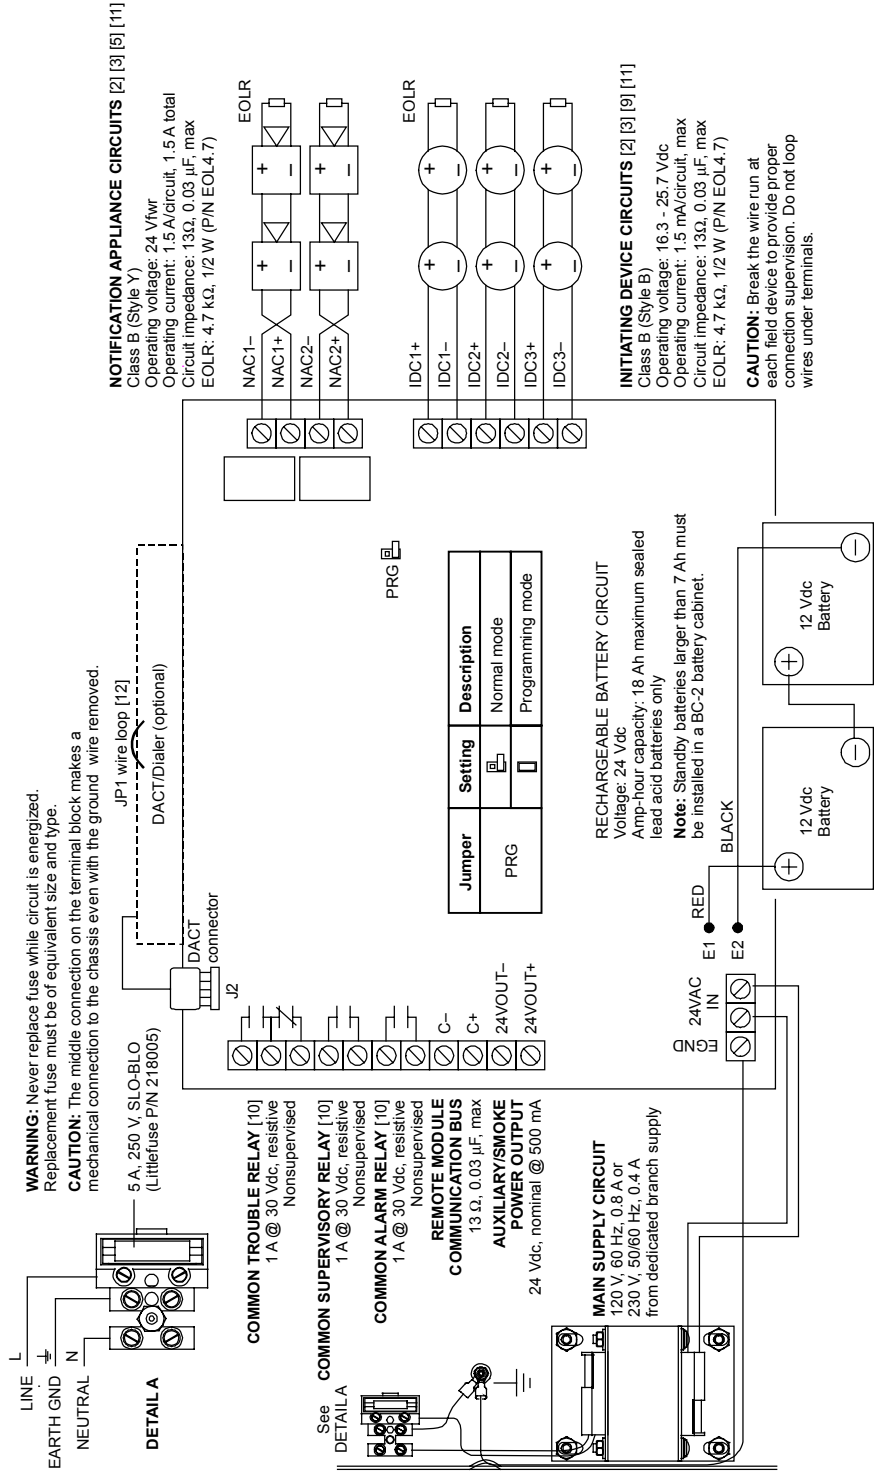 WARNING: Never replace fuse while circuit is energized.
Replacement fuse must be of equivalent size and type.
CAUTION: The middle connection on the terminal block makes a
mechanical connection to the chassis even with the ground wire removed.
LINE
L
EARTH GND
NEUTRAL
N
DETAIL A
5 A, 250 V, SLO-BLO
(Littlefuse P/N 218005)
JP1 wire loop [12]
DACT/Dialer (optional)
DACT
connector
J2
NOTIFICATION APPLIANCE CIRCUITS [2] [3] [5] [11]
Class B (Style Y)
Operating voltage: 24 Vfwr
Operating current: 1.5 A/circuit, 1.5 A total
Circuit impedance: 13Ω, 0.03 μF, max
EOLR: 4.7 kΩ, 1/2 W (P/N EOL4.7)
NAC1–
NAC1+
NAC2–
NAC2+
+
–
+
–
+
–
+
–
EOLR
COMMON TROUBLE RELAY [10]
1 A @ 30 Vdc, resistive
Nonsupervised
COMMON SUPERVISORY RELAY [10]
1 A @ 30 Vdc, resistive
Nonsupervised
COMMON ALARM RELAY [10]
1 A @ 30 Vdc, resistive
Nonsupervised
REMOTE MODULE
COMMUNICATION BUS
13 Ω, 0.03 μF, max
AUXILIARY/SMOKE
POWER OUTPUT
24 Vdc, nominal @ 500 mA
C–
C+
24VOUT–
24VOUT+
PRG
Jumper
Setting
Description
PRG
Normal mode
Programming mode
IDC1+
IDC1–
IDC2+
IDC2–
IDC3+
IDC3–
+
–
+
–
+
–
+
–
+
–
+
–
EOLR
INITIATING DEVICE CIRCUITS [2] [3] [9] [11]
Class B (Style B)
Operating voltage: 16.3 - 25.7 Vdc
Operating current: 1.5 mA/circuit, max
Circuit impedance: 13Ω, 0.03 μF, max
EOLR: 4.7 kΩ, 1/2 W (P/N EOL4.7)
CAUTION: Break the wire run at
each field device to provide proper
connection supervision. Do not loop
wires under terminals.
See
DETAIL A
MAIN SUPPLY CIRCUIT
120 V, 60 Hz, 0.8 A or
230 V, 50/60 Hz, 0.4 A
from dedicated branch supply
EGND
24VAC
IN
E1
E2
RED
BLACK
RECHARGEABLE BATTERY CIRCUIT
Voltage: 24 Vdc
Amp-hour capacity: 18 Ah maximum sealed
lead acid batteries only
Note: Standby batteries larger than 7 Ah must
be installed in a BC-2 battery cabinet.
+
12 Vdc
Battery
–
+
12 Vdc
Battery
–